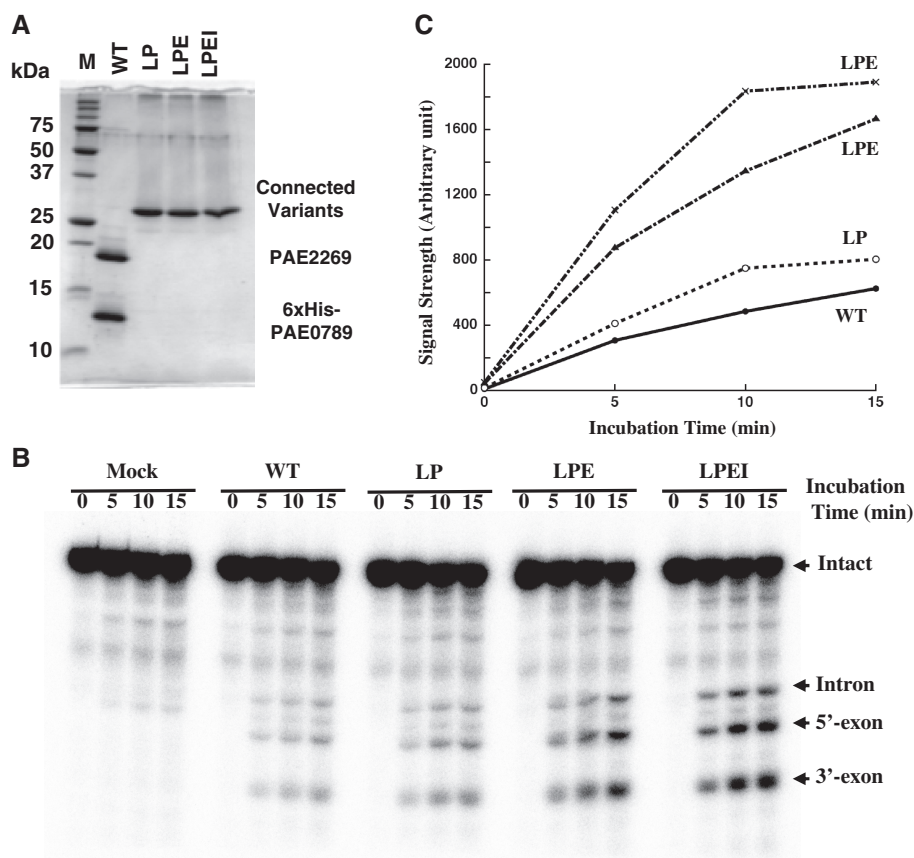 A
M
WT
LP
LPE
LPEI
kDa
75
50
37
25
20
15
10
Connected
Variants
PAE2269
6xHis-
PAE0789
C
2000
1600
1200
800
400
0
Signal Strength (Arbitrary unit)
LPE
LPE
LP
WT
0 5 10 15
Incubation Time (min)
B
Mock WT LP LPE LPEI
0 5 10 15 0 5 10 15 0 5 10 15 0 5 10 15 0 5 10 15
Incubation
Time (min)
Intact
Intron
5’-exon
3’-exon